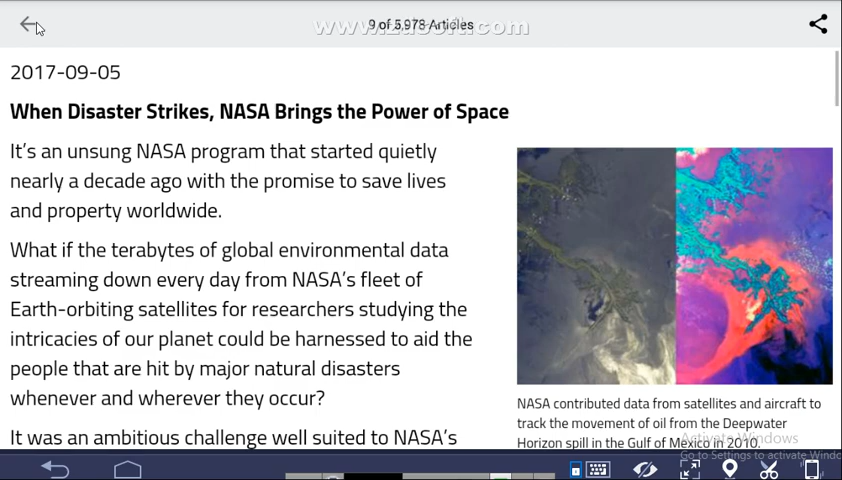 9 of 5,978 Articles
2017-09-05
When Disaster Strikes, NASA Brings the Power of Space
It's an unsung NASA program that started quietly
nearly a decade ago with the promise to save lives
and property worldwide.
What if the terabytes of global environmental data
streaming down every day from NASA's fleet of
Earth-orbiting satellites for researchers studying the
intricacies of our planet could be harnessed to aid the
people that are hit by major natural disasters
whenever and wherever they occur?
It was an ambitious challenge well suited to NASA's
NASA contributed data from satellites and aircraft to
track the movement of oil from the Deepwater
Horizon spill in the Gulf of Mexico in 2010.
Activate Windows
Go to Settings to activate Windo